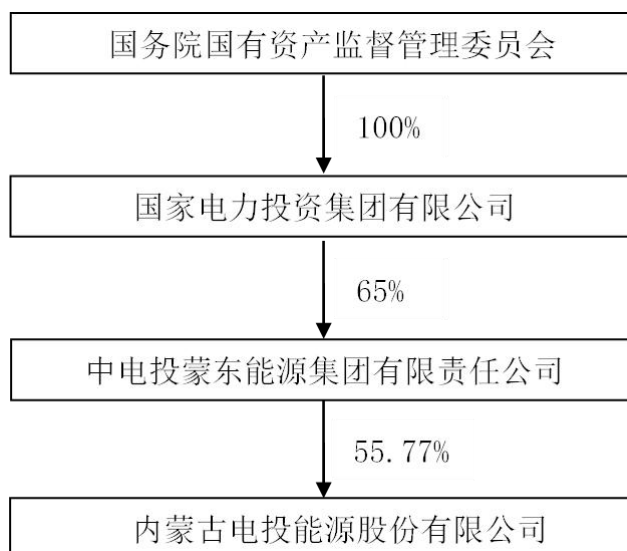 国务院国有资产监督管理委员会
100%
国家电力投资集团有限公司
65%
中电投蒙东能源集团有限责任公司
55.77%
内蒙古电投能源股份有限公司